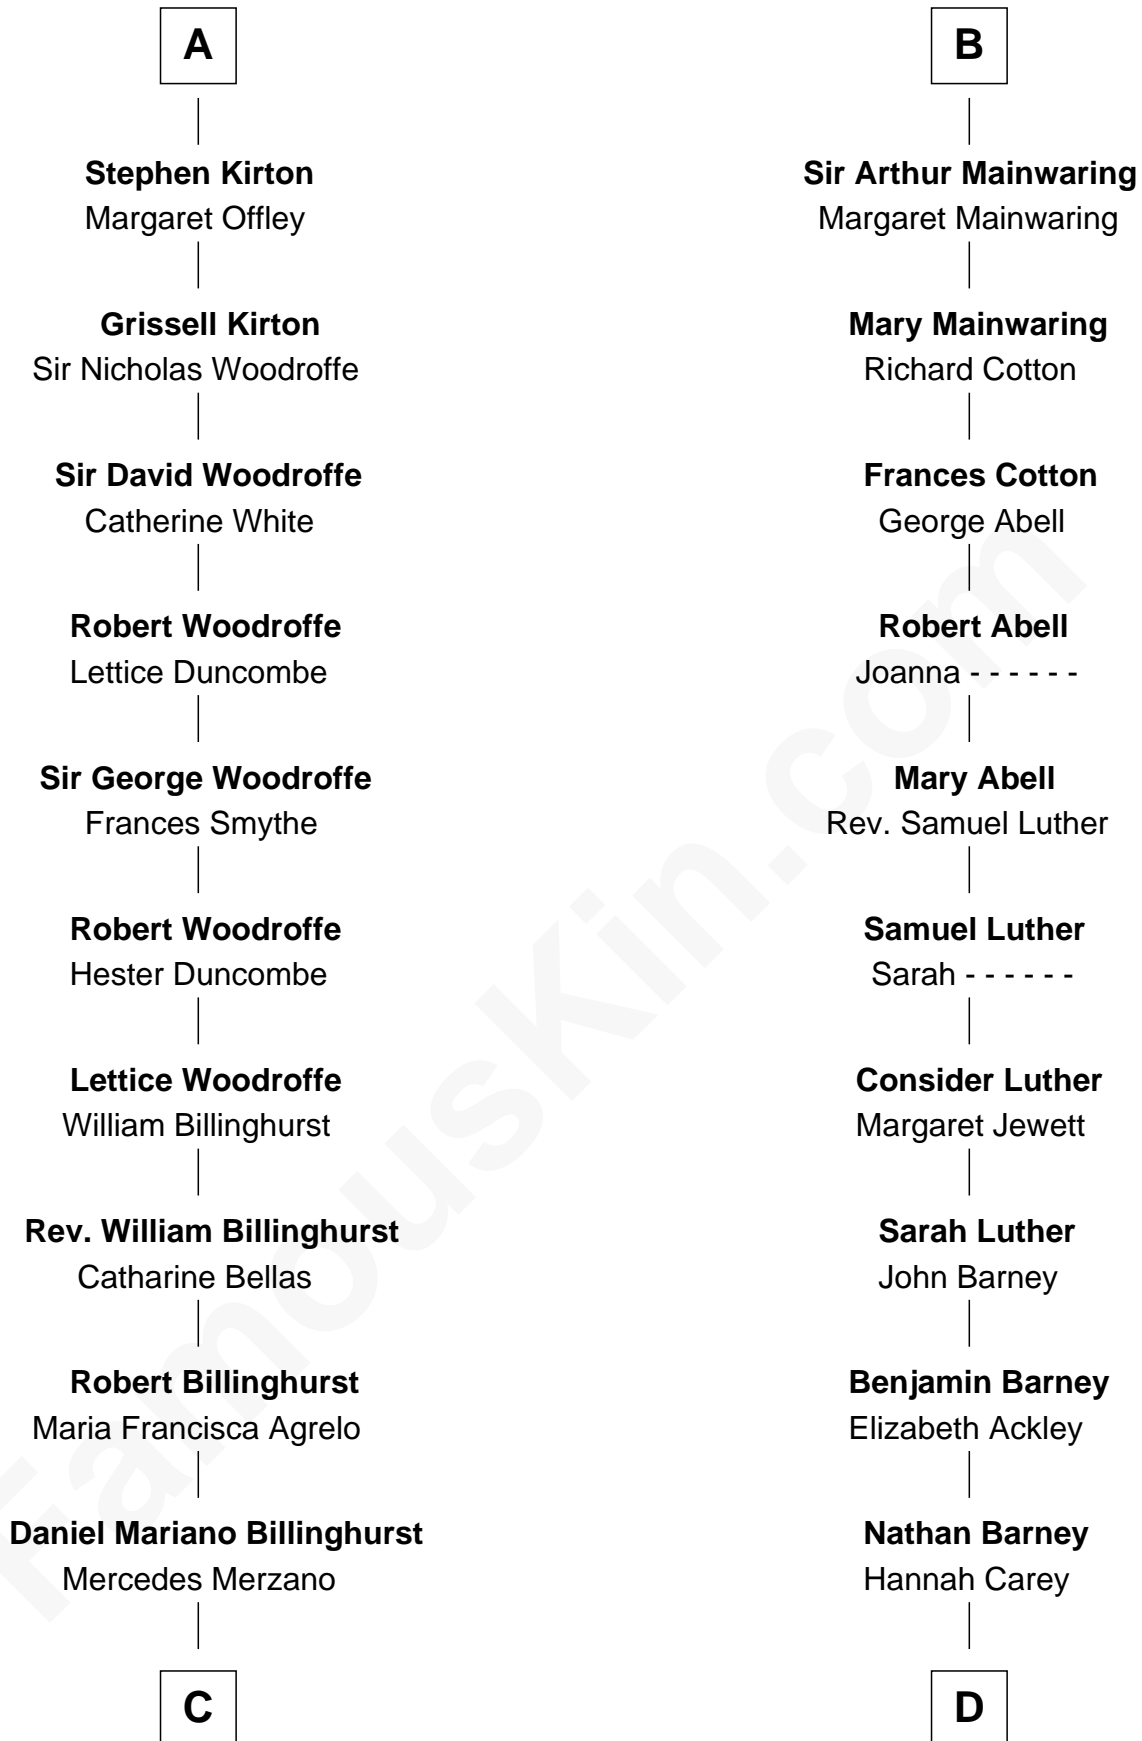 A
Stephen Kirton
Margaret Offley
Grissell Kirton
Sir Nicholas Woodroffe
Sir David Woodroffe
Catherine White
Robert Woodroffe
Lettice Duncombe
Sir George Woodroffe
Frances Smythe
Robert Woodroffe
Hester Duncombe
Lettice Woodroffe
William Billinghurst
Rev. William Billinghurst
Catharine Bellas
Robert Billinghurst
Maria Francisca Agrelo
Daniel Mariano Billinghurst
Mercedes Merzano
C
B
Sir Arthur Mainwaring
Margaret Mainwaring
Mary Mainwaring
Richard Cotton
Frances Cotton
George Abell
Robert Abell
Joanna - - - - - -
Mary Abell
Rev. Samuel Luther
Samuel Luther
Sarah - - - - - -
Consider Luther
Margaret Jewett
Sarah Luther
John Barney
Benjamin Barney
Elizabeth Ackley
Nathan Barney
Hannah Carey
D
FamousKin.com